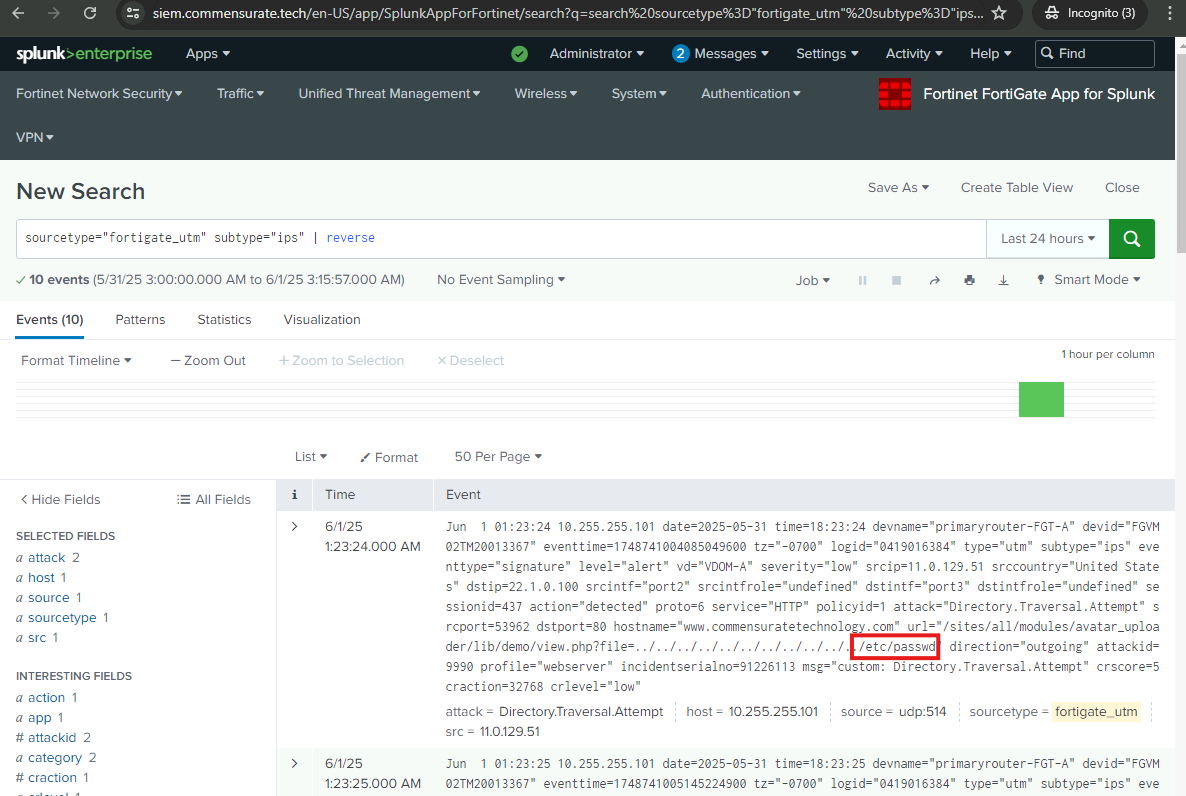 siem.commensurate.tech/en-US/app/SplunkAppForFortinet/search?q=search%20sourcetype%3D"fortigate_utm"%20subtype%3D"ips... Incognito (3)
splunk>enterprise Apps Administrator 2 Messages Settings Activity Help Find
Fortinet Network Security Traffic Unified Threat Management Wireless System Authentication Fortinet FortiGate App for Splunk
VPN
New Search Save As Create Table View Close
sourcetype="fortigate_utm" subtype="ips" | reverse Last 24 hours
10 events (5/31/25 3:00:00.000 AM to 6/1/25 3:15:57.000 AM) No Event Sampling Job Smart Mode
Events (10) Patterns Statistics Visualization
Format Timeline — Zoom Out + Zoom to Selection × Deselect 1 hour per column
List Format 50 Per Page
< Hide Fields All Fields
i Time Event
SELECTED FIELDS
a attack 2
a host 1
a source 1
a sourcetype 1
a src 1
INTERESTING FIELDS
a action 1
a app 1
# attackid 2
a category 2
# craction 1
a crlevel 1
6/1/25
1:23:24.000 AM
Jun  1 01:23:24 10.255.255.101 date=2025-05-31 time=18:23:24 devname="primaryrouter-FGT-A" devid="FGVM
02TM20013367" eventtime=1748741004085049600 tz="-0700" logid="0419016384" type="utm" subtype="ips" eve
nttype="signature" level="alert" vd="VDOM-A" severity="low" srcip=11.0.129.51 srccountry="United State
s" dstip=22.1.0.100 srcintf="port2" srcintfrole="undefined" dstintf="port3" dstintfrole="undefined" se
ssionid=437 action="detected" proto=6 service="HTTP" policyid=1 attack="Directory.Traversal.Attempt" s
rcport=53962 dstport=80 hostname="www.commensuratetechnology.com" url="/sites/all/modules/avatar_uploa
der/lib/demo/view.php?file=../../../../../../../../../../../etc/passwd" direction="outgoing" attackid=
9990 profile="webserver" incidentserialno=91226113 msg="custom: Directory.Traversal.Attempt" crscore=5
craction=32768 crlevel="low"
attack = Directory.Traversal.Attempt host = 10.255.255.101 source = udp:514 sourcetype = fortigate_utm
src = 11.0.129.51
6/1/25
1:23:25.000 AM
Jun  1 01:23:25 10.255.255.101 date=2025-05-31 time=18:23:25 devname="primaryrouter-FGT-A" devid="FGVM
02TM20013367" eventtime=1748741005145224900 tz="-0700" logid="0419016384" type="utm" subtype="ips" eve